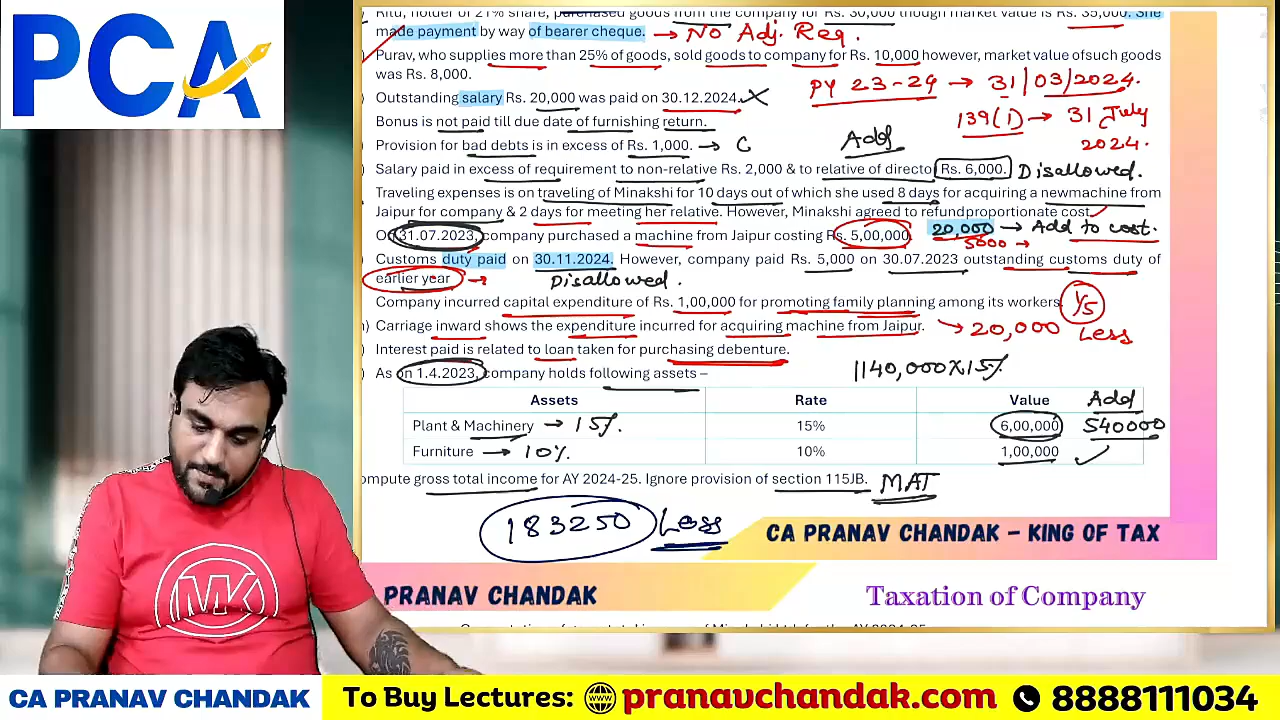 PCA
Ritu, holder of 21% share, purchased goods from the company for Rs. 30,000 though market value is Rs. 35,000. She
made payment by way of bearer cheque. → NO Adj. Req.
Purav, who supplies more than 25% of goods, sold goods to company for Rs. 10,000 however, market value ofsuch goods
was Rs. 8,000.
PY 23-24 → 31/03/2024.
Outstanding salary Rs. 20,000 was paid on 30.12.2024. X
139(1) → 31 July
2024.
Bonus not paid till due date of furnishing return.
Provision for bad debts is in excess of Rs. 1,000. → C Add
Salary paid in excess of requirement to non-relative Rs. 2,000 & to relative of director Rs. 6,000. Disallowed.
Traveling expenses is on traveling of Minakshi for 10 days out of which she used 8 days for acquiring a newmachine from
Jaipur for company & 2 days for meeting her relative. However, Minakshi agreed to refundproportionate cost ✓
On 31.07.2023, company purchased a machine from Jaipur costing Rs. 5,00,000. 20,000 → Add to cost.
5000 →
Customs duty paid on 30.11.2024. However, company paid Rs. 5,000 on 30.07.2023 outstanding customs duty of
earlier year → Disallowed.
Company incurred capital expenditure of Rs. 1,00,000 for promoting family planning among its workers. 1/5
) Carriage inward shows the expenditure incurred for acquiring machine from Jaipur. → 20,000 Less
) Interest paid is related to loan taken for purchasing debenture.
) As on 1.4.2023, company holds following assets –
1140,000X15%
Assets Rate Value Add
Plant & Machinery → 15%. 15% 6,00,000 540000
Furniture → 10%. 10% 1,00,000 ✓
ompute gross total income for AY 2024-25. Ignore provision of section 115JB. MAT
183250 Less
CA PRANAV CHANDAK – KING OF TAX
PRANAV CHANDAK Taxation of Company
MK
CA PRANAV CHANDAK To Buy Lectures: pranavchandak.com 8888111034